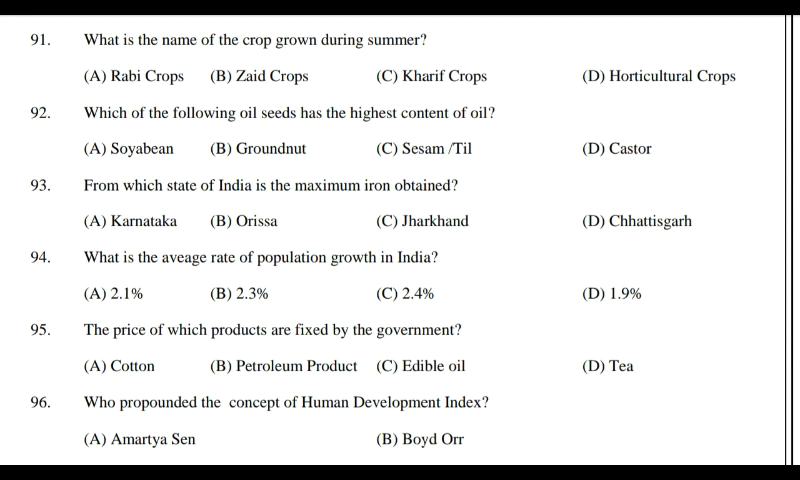 91. What is the name of the crop grown during summer?
(A) Rabi Crops (B) Zaid Crops (C) Kharif Crops (D) Horticultural Crops
92. Which of the following oil seeds has the highest content of oil?
(A) Soyabean (B) Groundnut (C) Sesam /Til (D) Castor
93. From which state of India is the maximum iron obtained?
(A) Karnataka (B) Orissa (C) Jharkhand (D) Chhattisgarh
94. What is the aveage rate of population growth in India?
(A) 2.1% (B) 2.3% (C) 2.4% (D) 1.9%
95. The price of which products are fixed by the government?
(A) Cotton (B) Petroleum Product (C) Edible oil (D) Tea
96. Who propounded the concept of Human Development Index?
(A) Amartya Sen (B) Boyd Orr